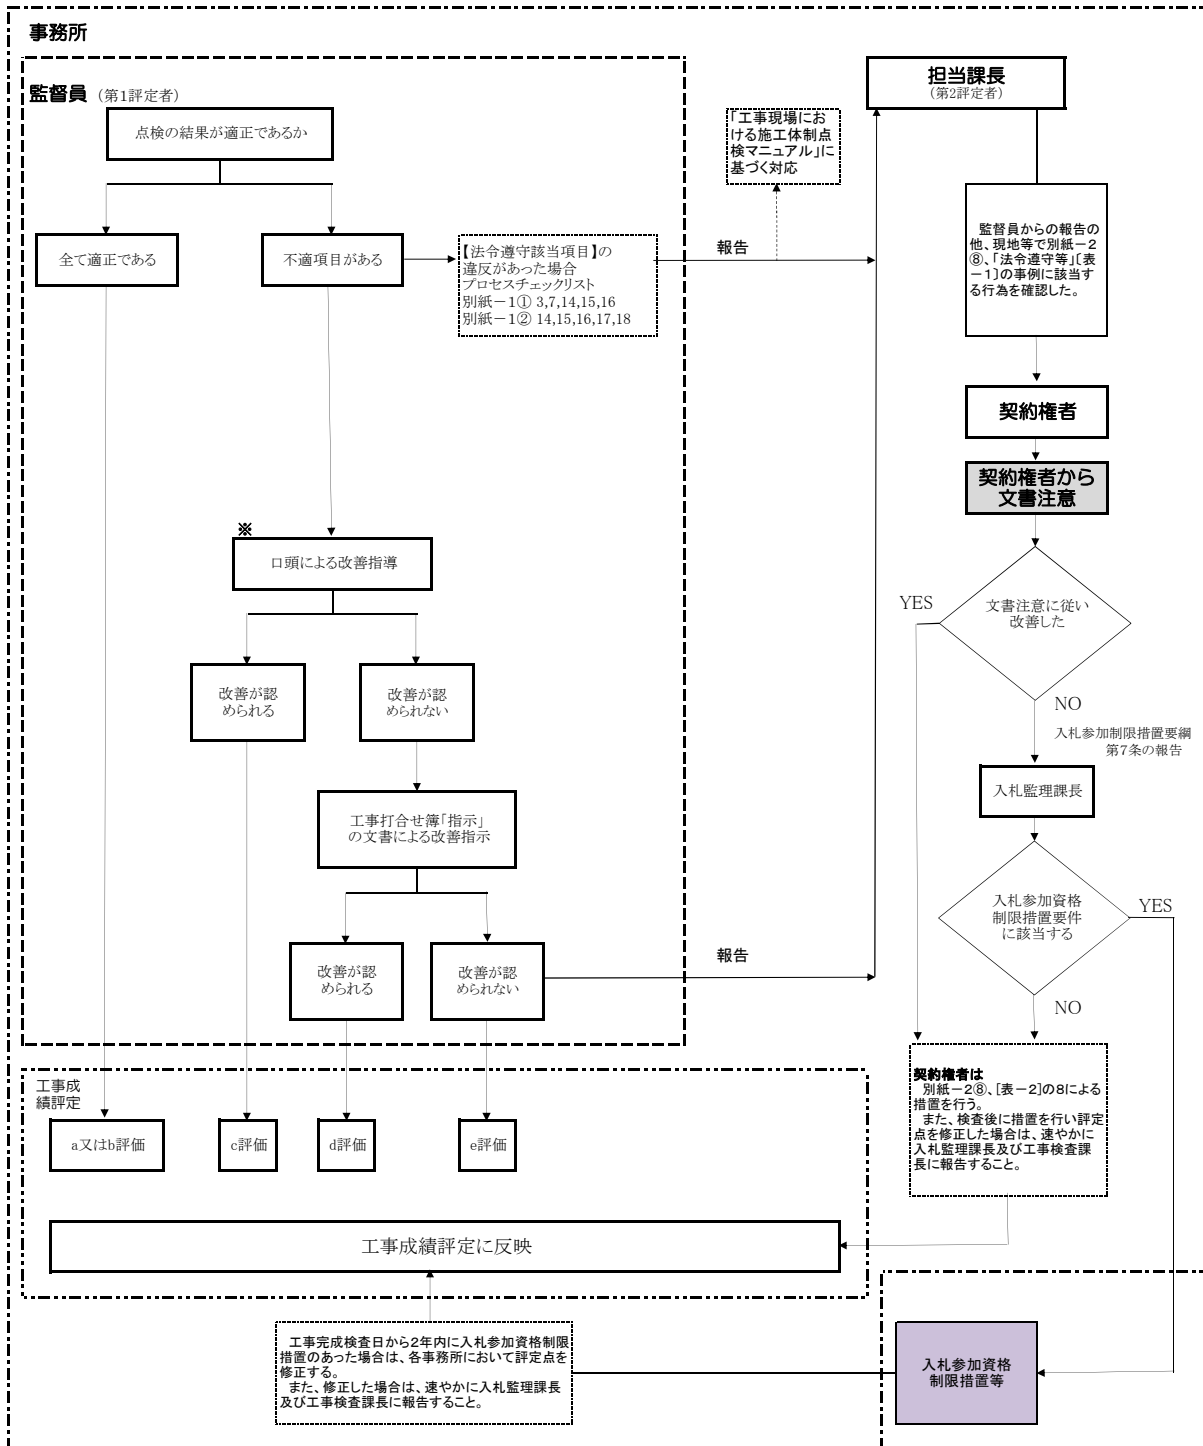 事務所
監督員（第1評定者）
点検の結果が適正であるか
全て適正である
不適項目がある
【法令遵守該当項目】の
違反があった場合
プロセスチェックリスト
別紙－1① 3,7,14,15,16
別紙－1② 14,15,16,17,18
報告
「工事現場にお
ける施工体制点
検マニュアル」に
基づく対応
※
口頭による改善指導
改善が認
められる
改善が認
められない
工事打合せ簿「指示」
の文書による改善指示
改善が認
められる
改善が認
められない
報告
担当課長
（第2評定者）
監督員からの報告の
他、現地等で別紙－2
⑧、「法令遵守等」〔表
－1〕の事例に該当す
る行為を確認した。
契約権者
契約権者から
文書注意
文書注意に従い
改善した
YES
NO
入札参加制限措置要綱
第7条の報告
入札監理課長
入札参加資格
制限措置要件
に該当する
YES
NO
契約権者は
別紙－2⑧、[表－2]の8による
措置を行う。
また、検査後に措置を行い評定
点を修正した場合は、速やかに
入札監理課長及び工事検査課
長に報告すること。
工事成
績評定
a又はb評価
c評価
d評価
e評価
工事成績評定に反映
工事完成検査日から2年内に入札参加資格制限
措置のあった場合は、各事務所において評定点を
修正する。
また、修正した場合は、速やかに入札監理課長
及び工事検査課長に報告すること。
入札参加資格
制限措置等